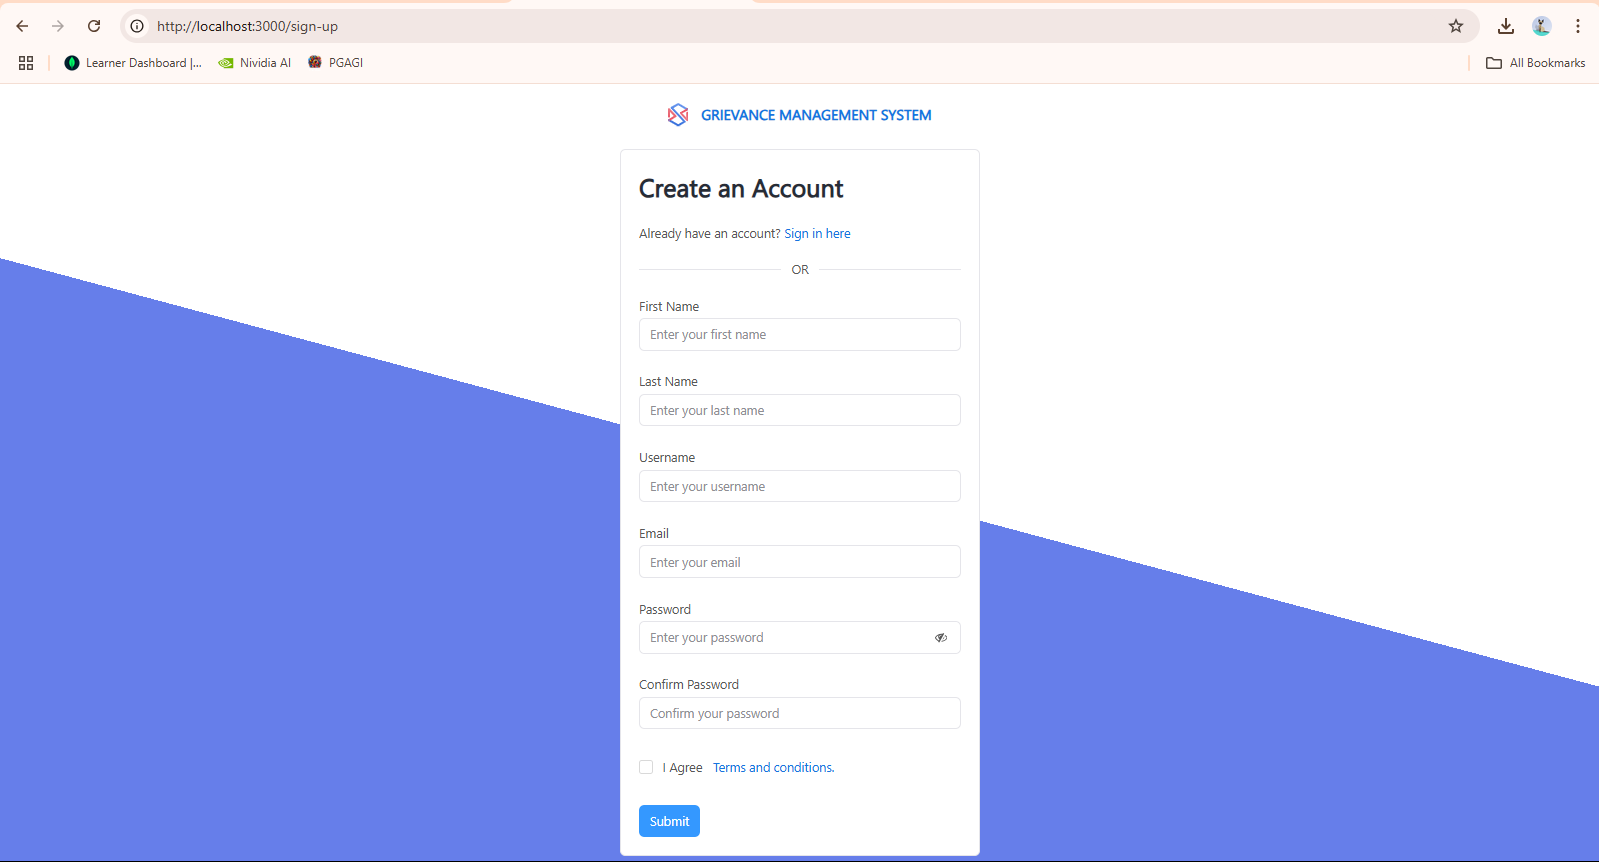 http://localhost:3000/sign-up
Learner Dashboard |...
Nividia AI
PGAGI
All Bookmarks
GRIEVANCE MANAGEMENT SYSTEM
Create an Account
Already have an account? Sign in here
OR
First Name
Enter your first name
Last Name
Enter your last name
Username
Enter your username
Email
Enter your email
Password
Enter your password
Confirm Password
Confirm your password
I Agree Terms and conditions.
Submit